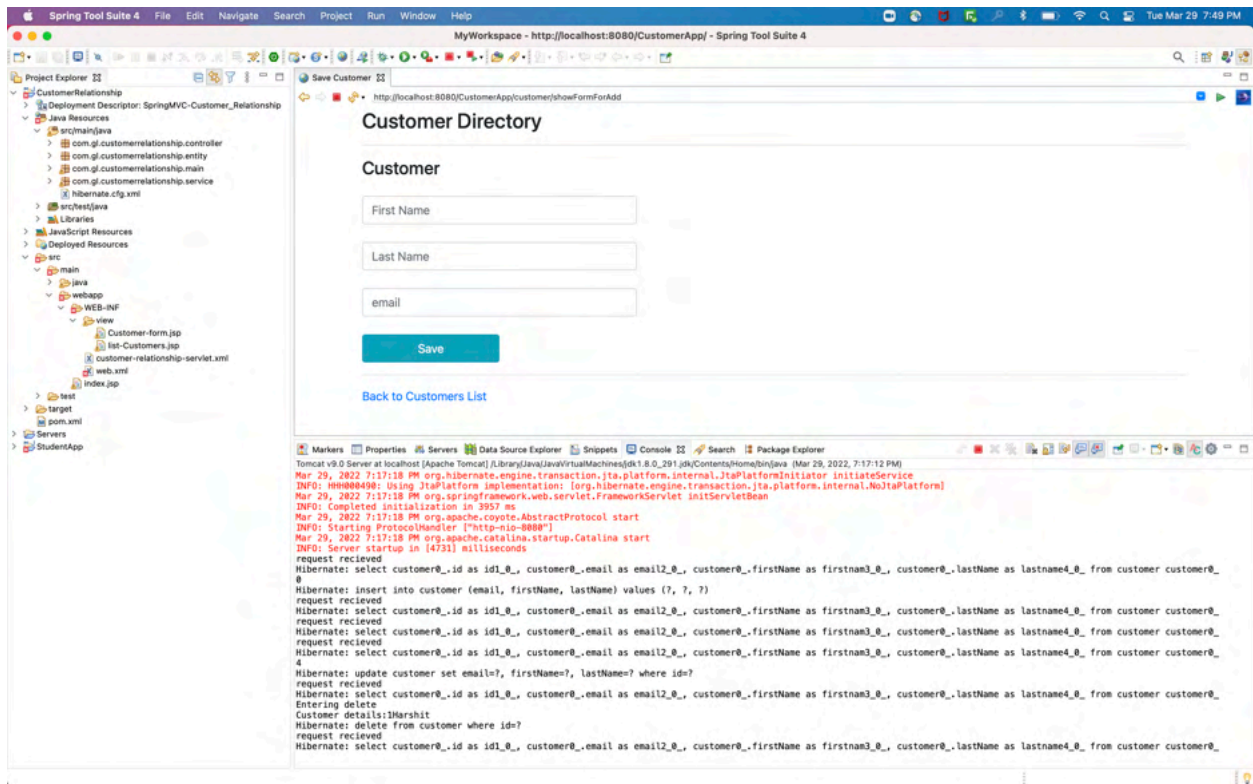 Spring Tool Suite 4 File Edit Navigate Search Project Run Window Help Tue Mar 29 7:49 PM
MyWorkspace - http://localhost:8080/CustomerApp/ - Spring Tool Suite 4
Project Explorer
CustomerRelationship
Deployment Descriptor: SpringMVC-Customer_Relationship
Java Resources
src/main/java
com.gl.customerrelationship.controller
com.gl.customerrelationship.entity
com.gl.customerrelationship.main
com.gl.customerrelationship.service
hibernate.cfg.xml
src/test/java
Libraries
JavaScript Resources
Deployed Resources
src
main
java
webapp
WEB-INF
view
Customer-form.jsp
list-Customers.jsp
customer-relationship-servlet.xml
web.xml
index.jsp
test
target
pom.xml
Servers
StudentApp
Save Customer
http://localhost:8080/CustomerApp/customer/showFormForAdd
Customer Directory
Customer
First Name
Last Name
email
Save
Back to Customers List
Markers Properties Servers Data Source Explorer Snippets Console Search Package Explorer
Tomcat v9.0 Server at localhost [Apache Tomcat] /Library/Java/JavaVirtualMachines/jdk1.8.0_291.jdk/Contents/Home/bin/java (Mar 29, 2022, 7:17:12 PM)
Mar 29, 2022 7:17:18 PM org.hibernate.engine.transaction.jta.platform.internal.JtaPlatformInitiator initiateService
INFO: HHH000490: Using JtaPlatform implementation: [org.hibernate.engine.transaction.jta.platform.internal.NoJtaPlatform]
Mar 29, 2022 7:17:18 PM org.springframework.web.servlet.FrameworkServlet initServletBean
INFO: Completed initialization in 3957 ms
Mar 29, 2022 7:17:18 PM org.apache.coyote.AbstractProtocol start
INFO: Starting ProtocolHandler ["http-nio-8080"]
Mar 29, 2022 7:17:18 PM org.apache.catalina.startup.Catalina start
INFO: Server startup in [4731] milliseconds
request recieved
Hibernate: select customer0_.id as id1_0_, customer0_.email as email2_0_, customer0_.firstName as firstnam3_0_, customer0_.lastName as lastname4_0_ from customer customer0_
0
Hibernate: insert into customer (email, firstName, lastName) values (?, ?, ?)
request recieved
Hibernate: select customer0_.id as id1_0_, customer0_.email as email2_0_, customer0_.firstName as firstnam3_0_, customer0_.lastName as lastname4_0_ from customer customer0_
request recieved
Hibernate: select customer0_.id as id1_0_, customer0_.email as email2_0_, customer0_.firstName as firstnam3_0_, customer0_.lastName as lastname4_0_ from customer customer0_
request recieved
Hibernate: select customer0_.id as id1_0_, customer0_.email as email2_0_, customer0_.firstName as firstnam3_0_, customer0_.lastName as lastname4_0_ from customer customer0_
4
Hibernate: update customer set email=?, firstName=?, lastName=? where id=?
request recieved
Hibernate: select customer0_.id as id1_0_, customer0_.email as email2_0_, customer0_.firstName as firstnam3_0_, customer0_.lastName as lastname4_0_ from customer customer0_
Entering delete
Customer details:1Harshit
Hibernate: delete from customer where id=?
request recieved
Hibernate: select customer0_.id as id1_0_, customer0_.email as email2_0_, customer0_.firstName as firstnam3_0_, customer0_.lastName as lastname4_0_ from customer customer0_